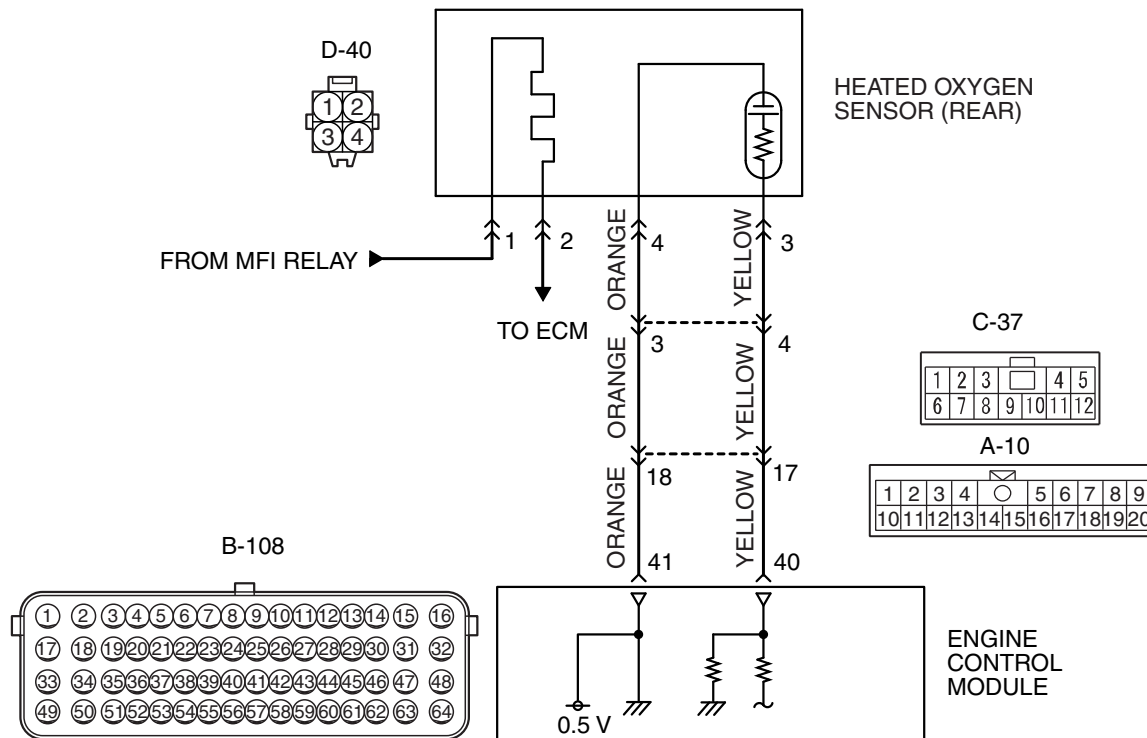 D-40
1 2
3 4
HEATED OXYGEN
SENSOR (REAR)
1
2
4
3
ORANGE
YELLOW
FROM MFI RELAY
TO ECM
3
4
ORANGE
YELLOW
C-37
1 2 3 4 5
6 7 8 9 10 11 12
18
17
A-10
1 2 3 4 5 6 7 8 9
10 11 12 13 14 15 16 17 18 19 20
ORANGE
YELLOW
41
40
B-108
1 2 3 4 5 6 7 8 9 10 11 12 13 14 15 16
17 18 19 20 21 22 23 24 25 26 27 28 29 30 31 32
33 34 35 36 37 38 39 40 41 42 43 44 45 46 47 48
49 50 51 52 53 54 55 56 57 58 59 60 61 62 63 64
ENGINE
CONTROL
MODULE
0.5 V